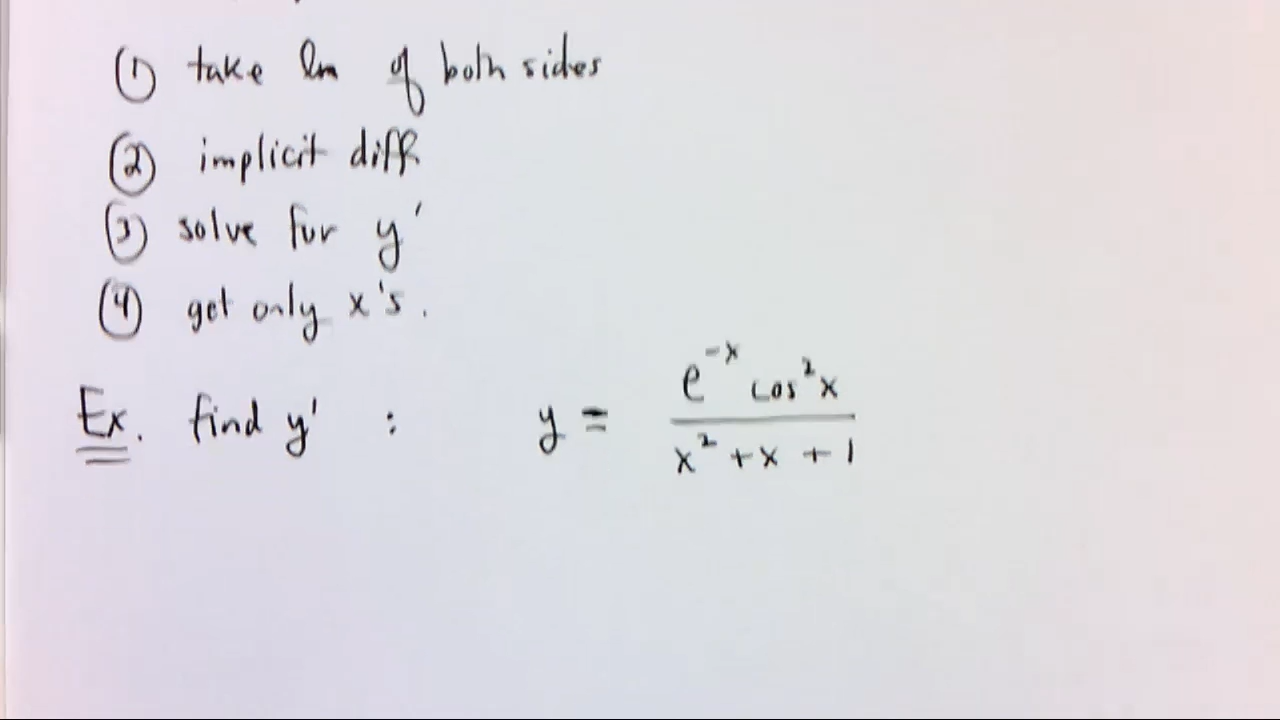 ① take ln of both sides
② implicit diff
③ solve for y'
④ get only x's.
Ex. find y' : y = \frac{e^{-x} cos^2 x}{x^2 + x + 1}